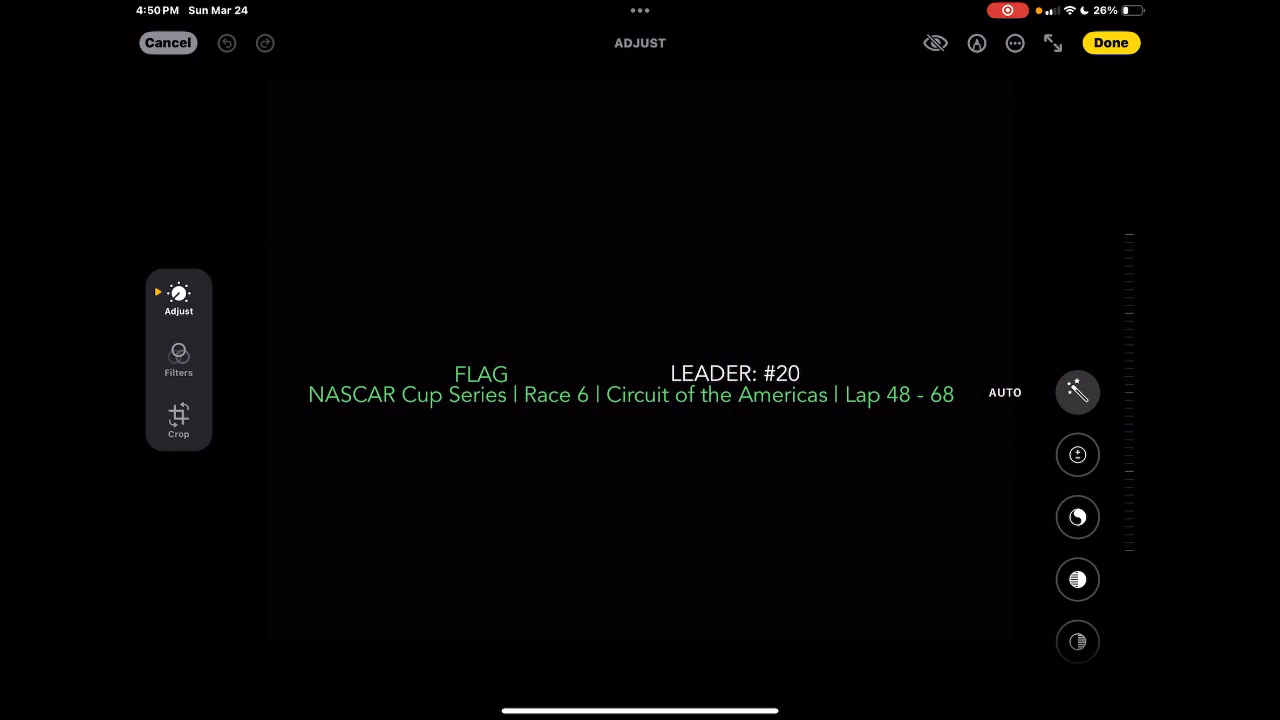 4:50 PM Sun Mar 24
26%
Cancel
ADJUST
Done
Adjust
Filters
Crop
FLAG LEADER: #20
NASCAR Cup Series | Race 6 | Circuit of the Americas | Lap 48 - 68
AUTO